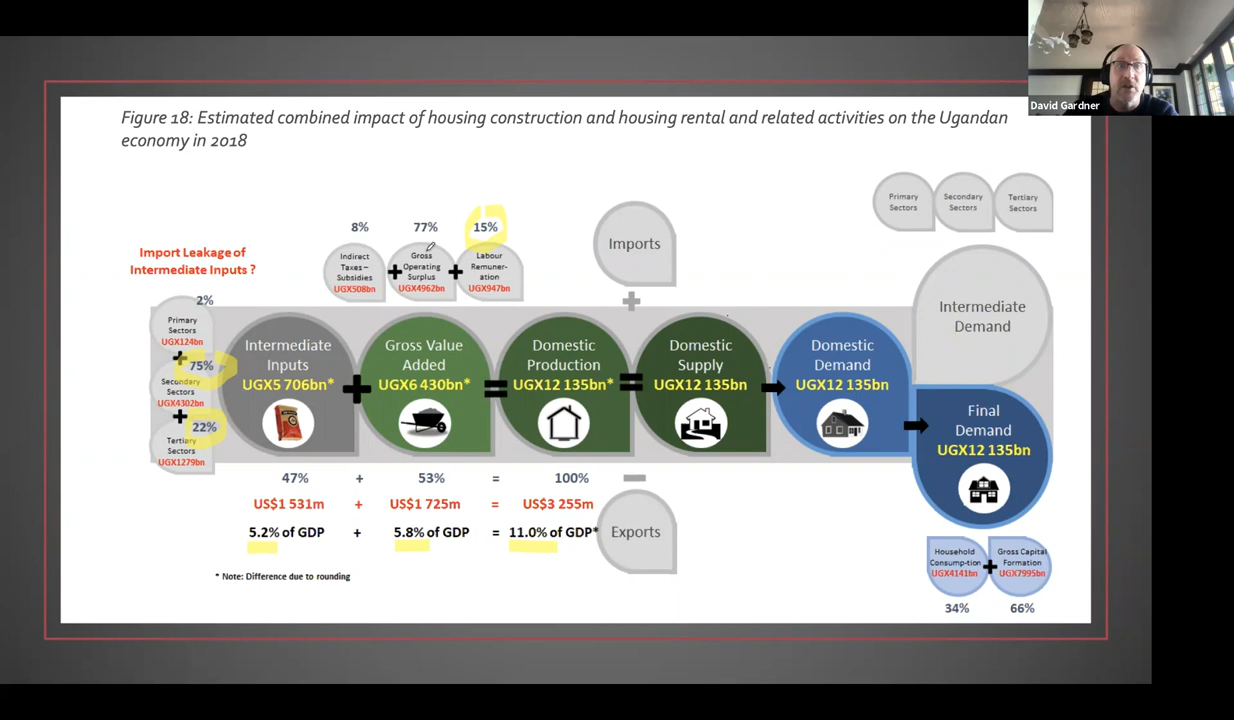 David Gardner
Figure 18: Estimated combined impact of housing construction and housing rental and related activities on the Ugandan
economy in 2018
Primary
Sectors
Secondary
Sectors
Tertiary
Sectors
8%
77%
15%
Import Leakage of
Intermediate Inputs ?
Indirect
Taxes –
Subsidies
UGX508bn
Gross
Operating
Surplus
UGX4962bn
Labour
Remuner-
ation
UGX947bn
Imports
2%
Primary
Sectors
UGX124bn
75%
Secondary
Sectors
UGX4302bn
22%
Tertiary
Sectors
UGX1279bn
Intermediate
Inputs
UGX5 706bn*
Gross Value
Added
UGX6 430bn*
Domestic
Production
UGX12 135bn*
Domestic
Supply
UGX12 135bn
Domestic
Demand
UGX12 135bn
Intermediate
Demand
Final
Demand
UGX12 135bn
47% + 53% = 100%
US$1 531m + US$1 725m = US$3 255m
5.2% of GDP + 5.8% of GDP = 11.0% of GDP*
Exports
* Note: Difference due to rounding
Household
Consump-tion
UGX4141bn
Gross Capital
Formation
UGX7995bn
34%
66%